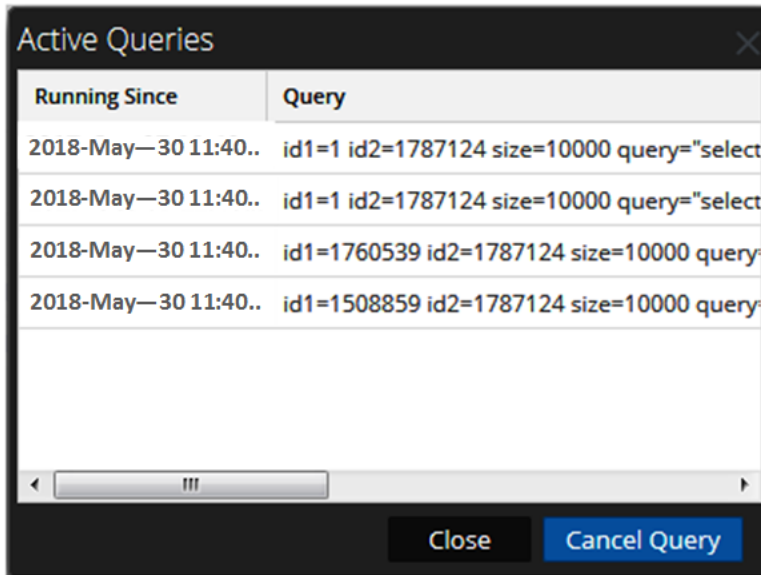 Active Queries
Running Since Query
2018-May—30 11:40.. id1=1 id2=1787124 size=10000 query="select
2018-May—30 11:40.. id1=1 id2=1787124 size=10000 query="select
2018-May—30 11:40.. id1=1760539 id2=1787124 size=10000 query=
2018-May—30 11:40.. id1=1508859 id2=1787124 size=10000 query=
Close Cancel Query